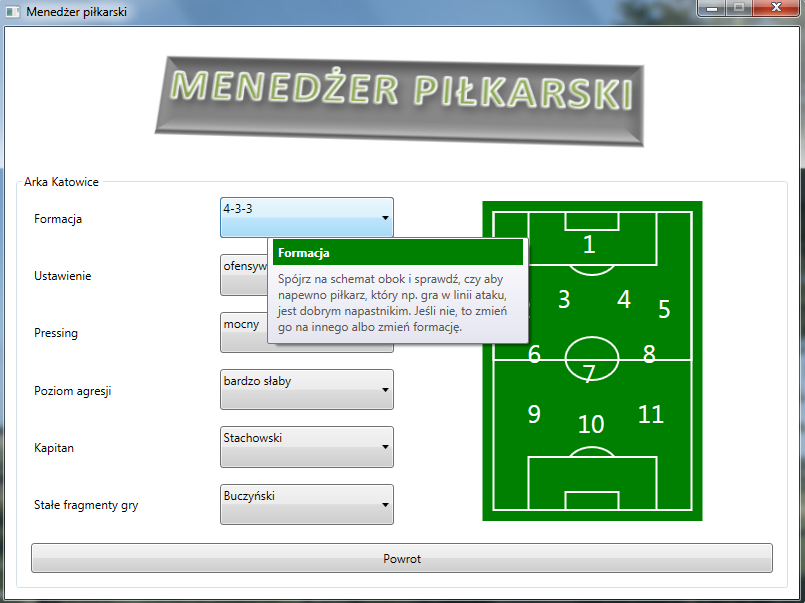 Menedżer piłkarski
MENEDŻER PIŁKARSKI
Arka Katowice
Formacja
4-3-3
Formacja
Spójrz na schemat obok i sprawdź, czy aby
napewno piłkarz, który np. gra w linii ataku,
jest dobrym napastnikim. Jeśli nie, to zmień
go na innego albo zmień formację.
Ustawienie
ofensyw
Pressing
mocny
Poziom agresji
bardzo słaby
Kapitan
Stachowski
Stałe fragmenty gry
Buczyński
1
3 4 5
6 7 8
9 10 11
Powrot